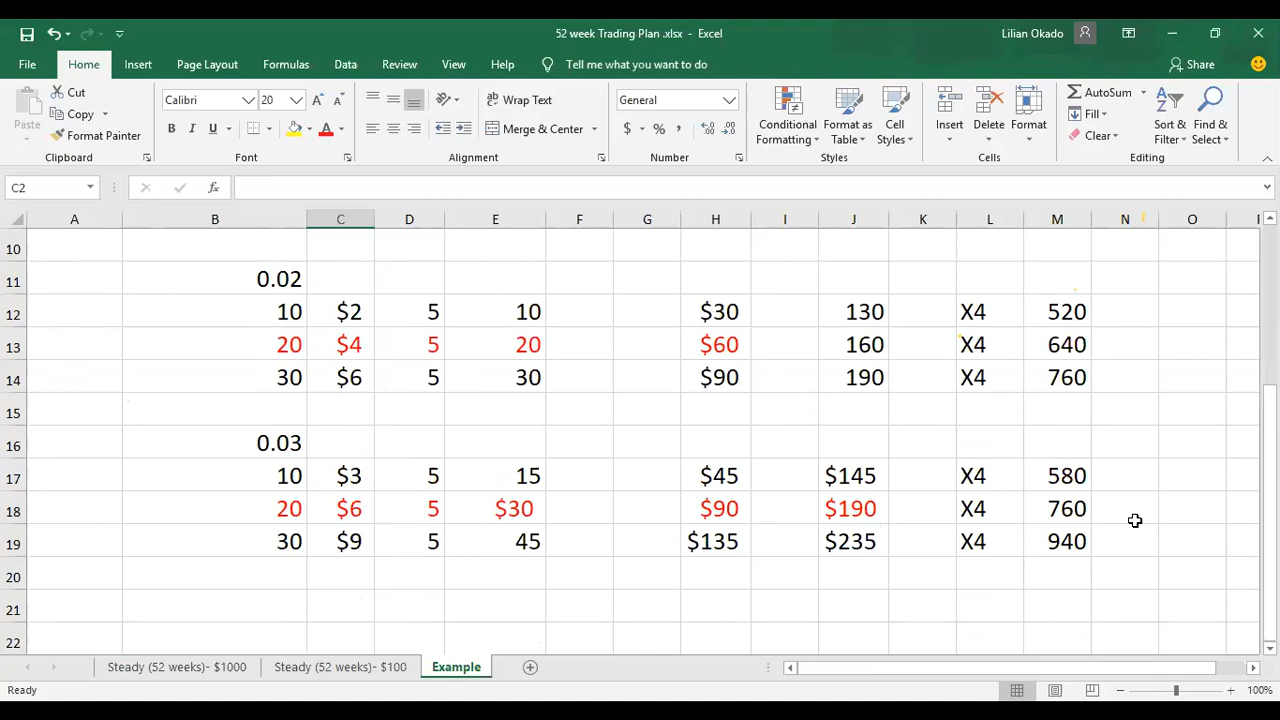 52 week Trading Plan .xlsx - Excel
Lilian Okado
File Home Insert Page Layout Formulas Data Review View Help Tell me what you want to do Share
Paste Cut Calibri 20 Wrap Text General Conditional Formatting Format as Table Cell Styles Insert Delete Format AutoSum Sort & Filter Find & Select
Copy Fill
Format Painter B I U A Merge & Center $ % , Clear
Clipboard Font Alignment Number Styles Cells Editing
C2 fx
A B C D E F G H I J K L M N O
10
11 0.02
12 10 $2 5 10 $30 130 X4 520
13 20 $4 5 20 $60 160 X4 640
14 30 $6 5 30 $90 190 X4 760
15
16 0.03
17 10 $3 5 15 $45 $145 X4 580
18 20 $6 5 $30 $90 $190 X4 760
19 30 $9 5 45 $135 $235 X4 940
20
21
22
Steady (52 weeks)- $1000 Steady (52 weeks)- $100 Example
Ready 100%